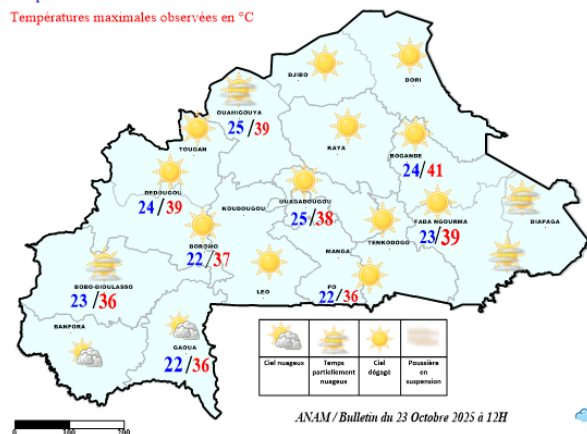 Températures maximales observées en °C
DJIBO
DORI
OUAHIGOUYA
25/39
TOUGAN
KAYA
BOGANDE
24/41
DEDOUGOU
24/39
KOUDOUGOU
OUAGADOUGOU
25/38
FADA NGOURMA
23/39
DIAPAGA
BOROMO
22/37
TENKODOGO
MANGA
BOBO-DIOULASSO
23/36
LEO
PO
22/36
BANFORA
GAOUA
22/36
Ciel nuageux
Temps partiellement nuageux
Ciel dégagé
Poussière en suspension
0 100 200
ANAM / Bulletin du 23 Octobre 2025 à 12H